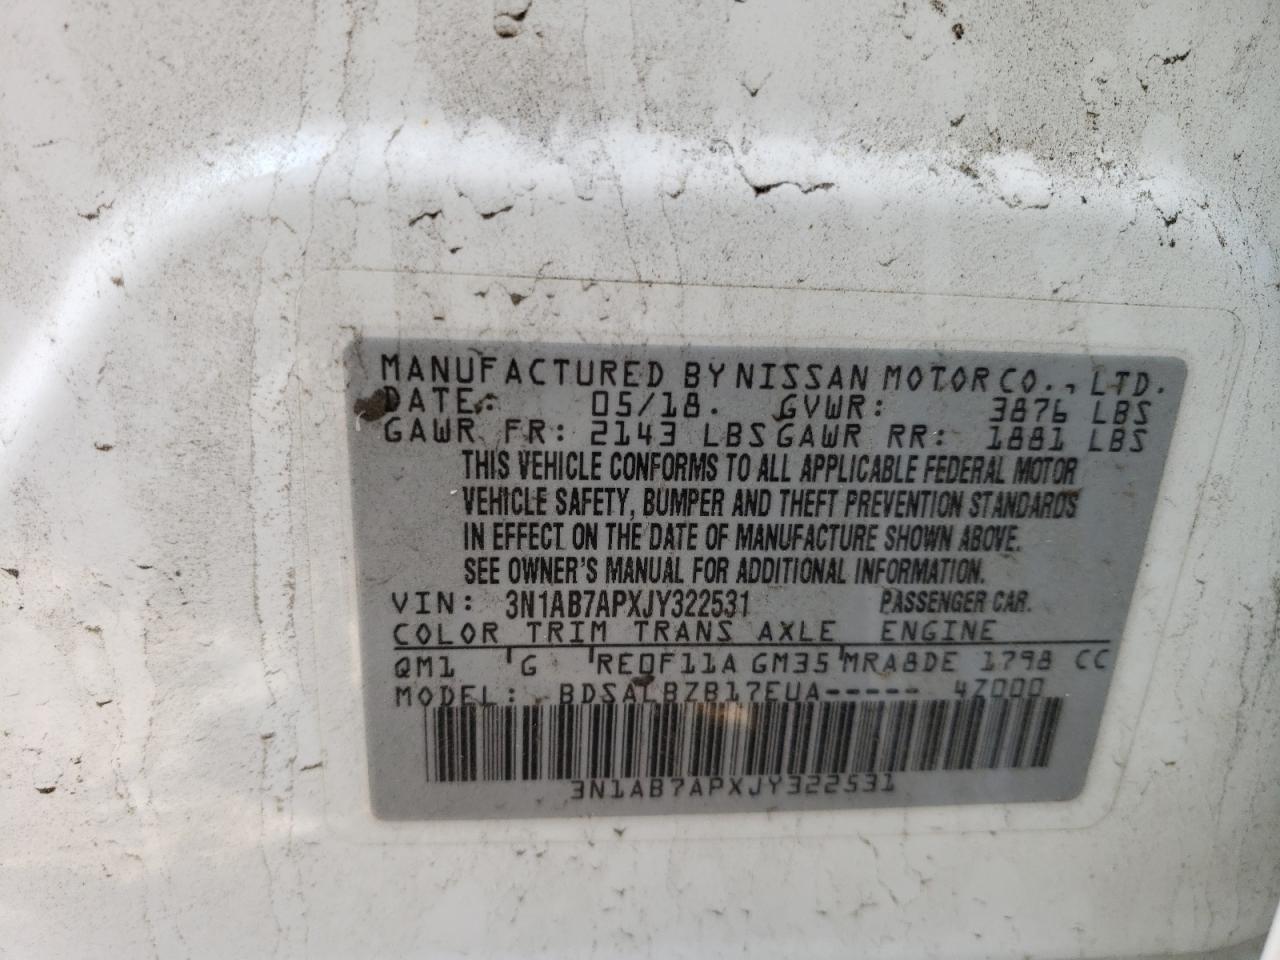 MANUFACTURED BY NISSAN MOTOR CO., LTD.
DATE: 05/18. GVWR: 3876 LBS
GAWR FR: 2143 LBS GAWR RR: 1881 LBS
THIS VEHICLE CONFORMS TO ALL APPLICABLE FEDERAL MOTOR
VEHICLE SAFETY, BUMPER AND THEFT PREVENTION STANDARDS
IN EFFECT ON THE DATE OF MANUFACTURE SHOWN ABOVE.
SEE OWNER'S MANUAL FOR ADDITIONAL INFORMATION.
VIN: 3N1AB7APXJY322531 PASSENGER CAR.
COLOR TRIM TRANS AXLE ENGINE
QM1 G RE0F11A GM35 MRA8DE 1798 CC
MODEL: BDSALBZB17EUA----- 4Z000
3N1AB7APXJY322531